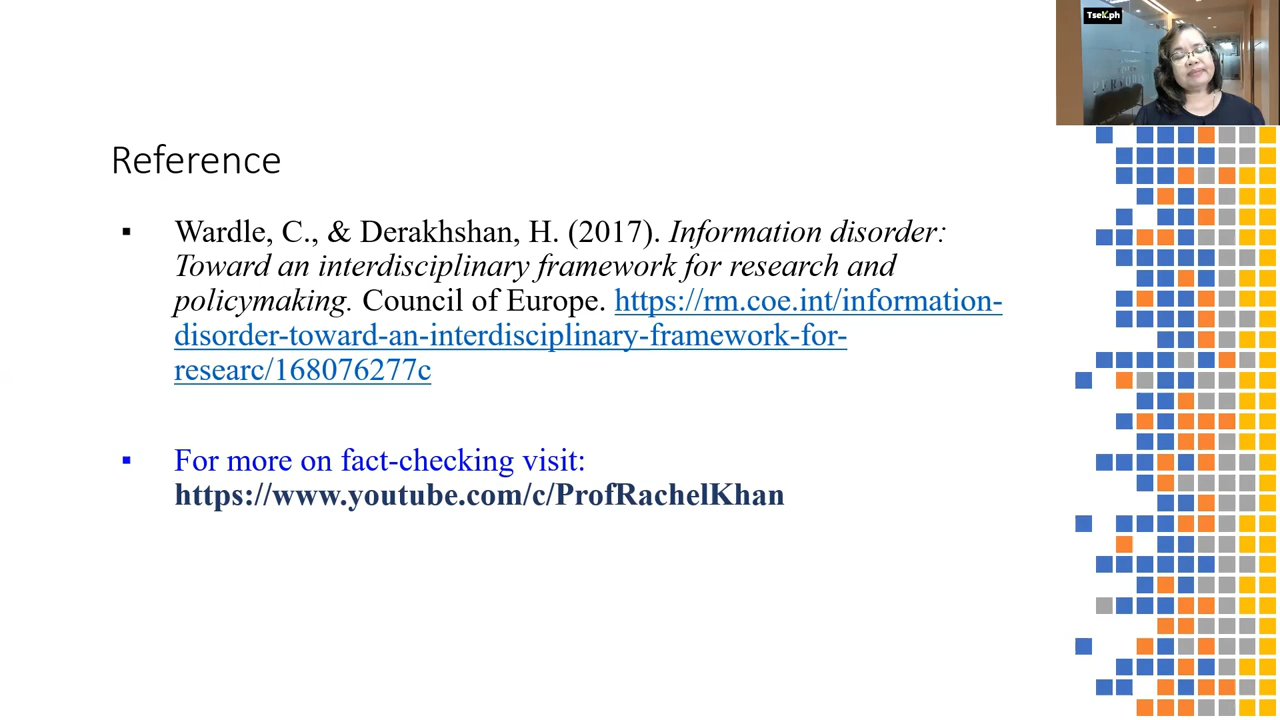 Tsek.ph
Reference
▪ Wardle, C., & Derakhshan, H. (2017). Information disorder:
Toward an interdisciplinary framework for research and
policymaking. Council of Europe. https://rm.coe.int/information-
disorder-toward-an-interdisciplinary-framework-for-
researc/168076277c
▪ For more on fact-checking visit:
https://www.youtube.com/c/ProfRachelKhan